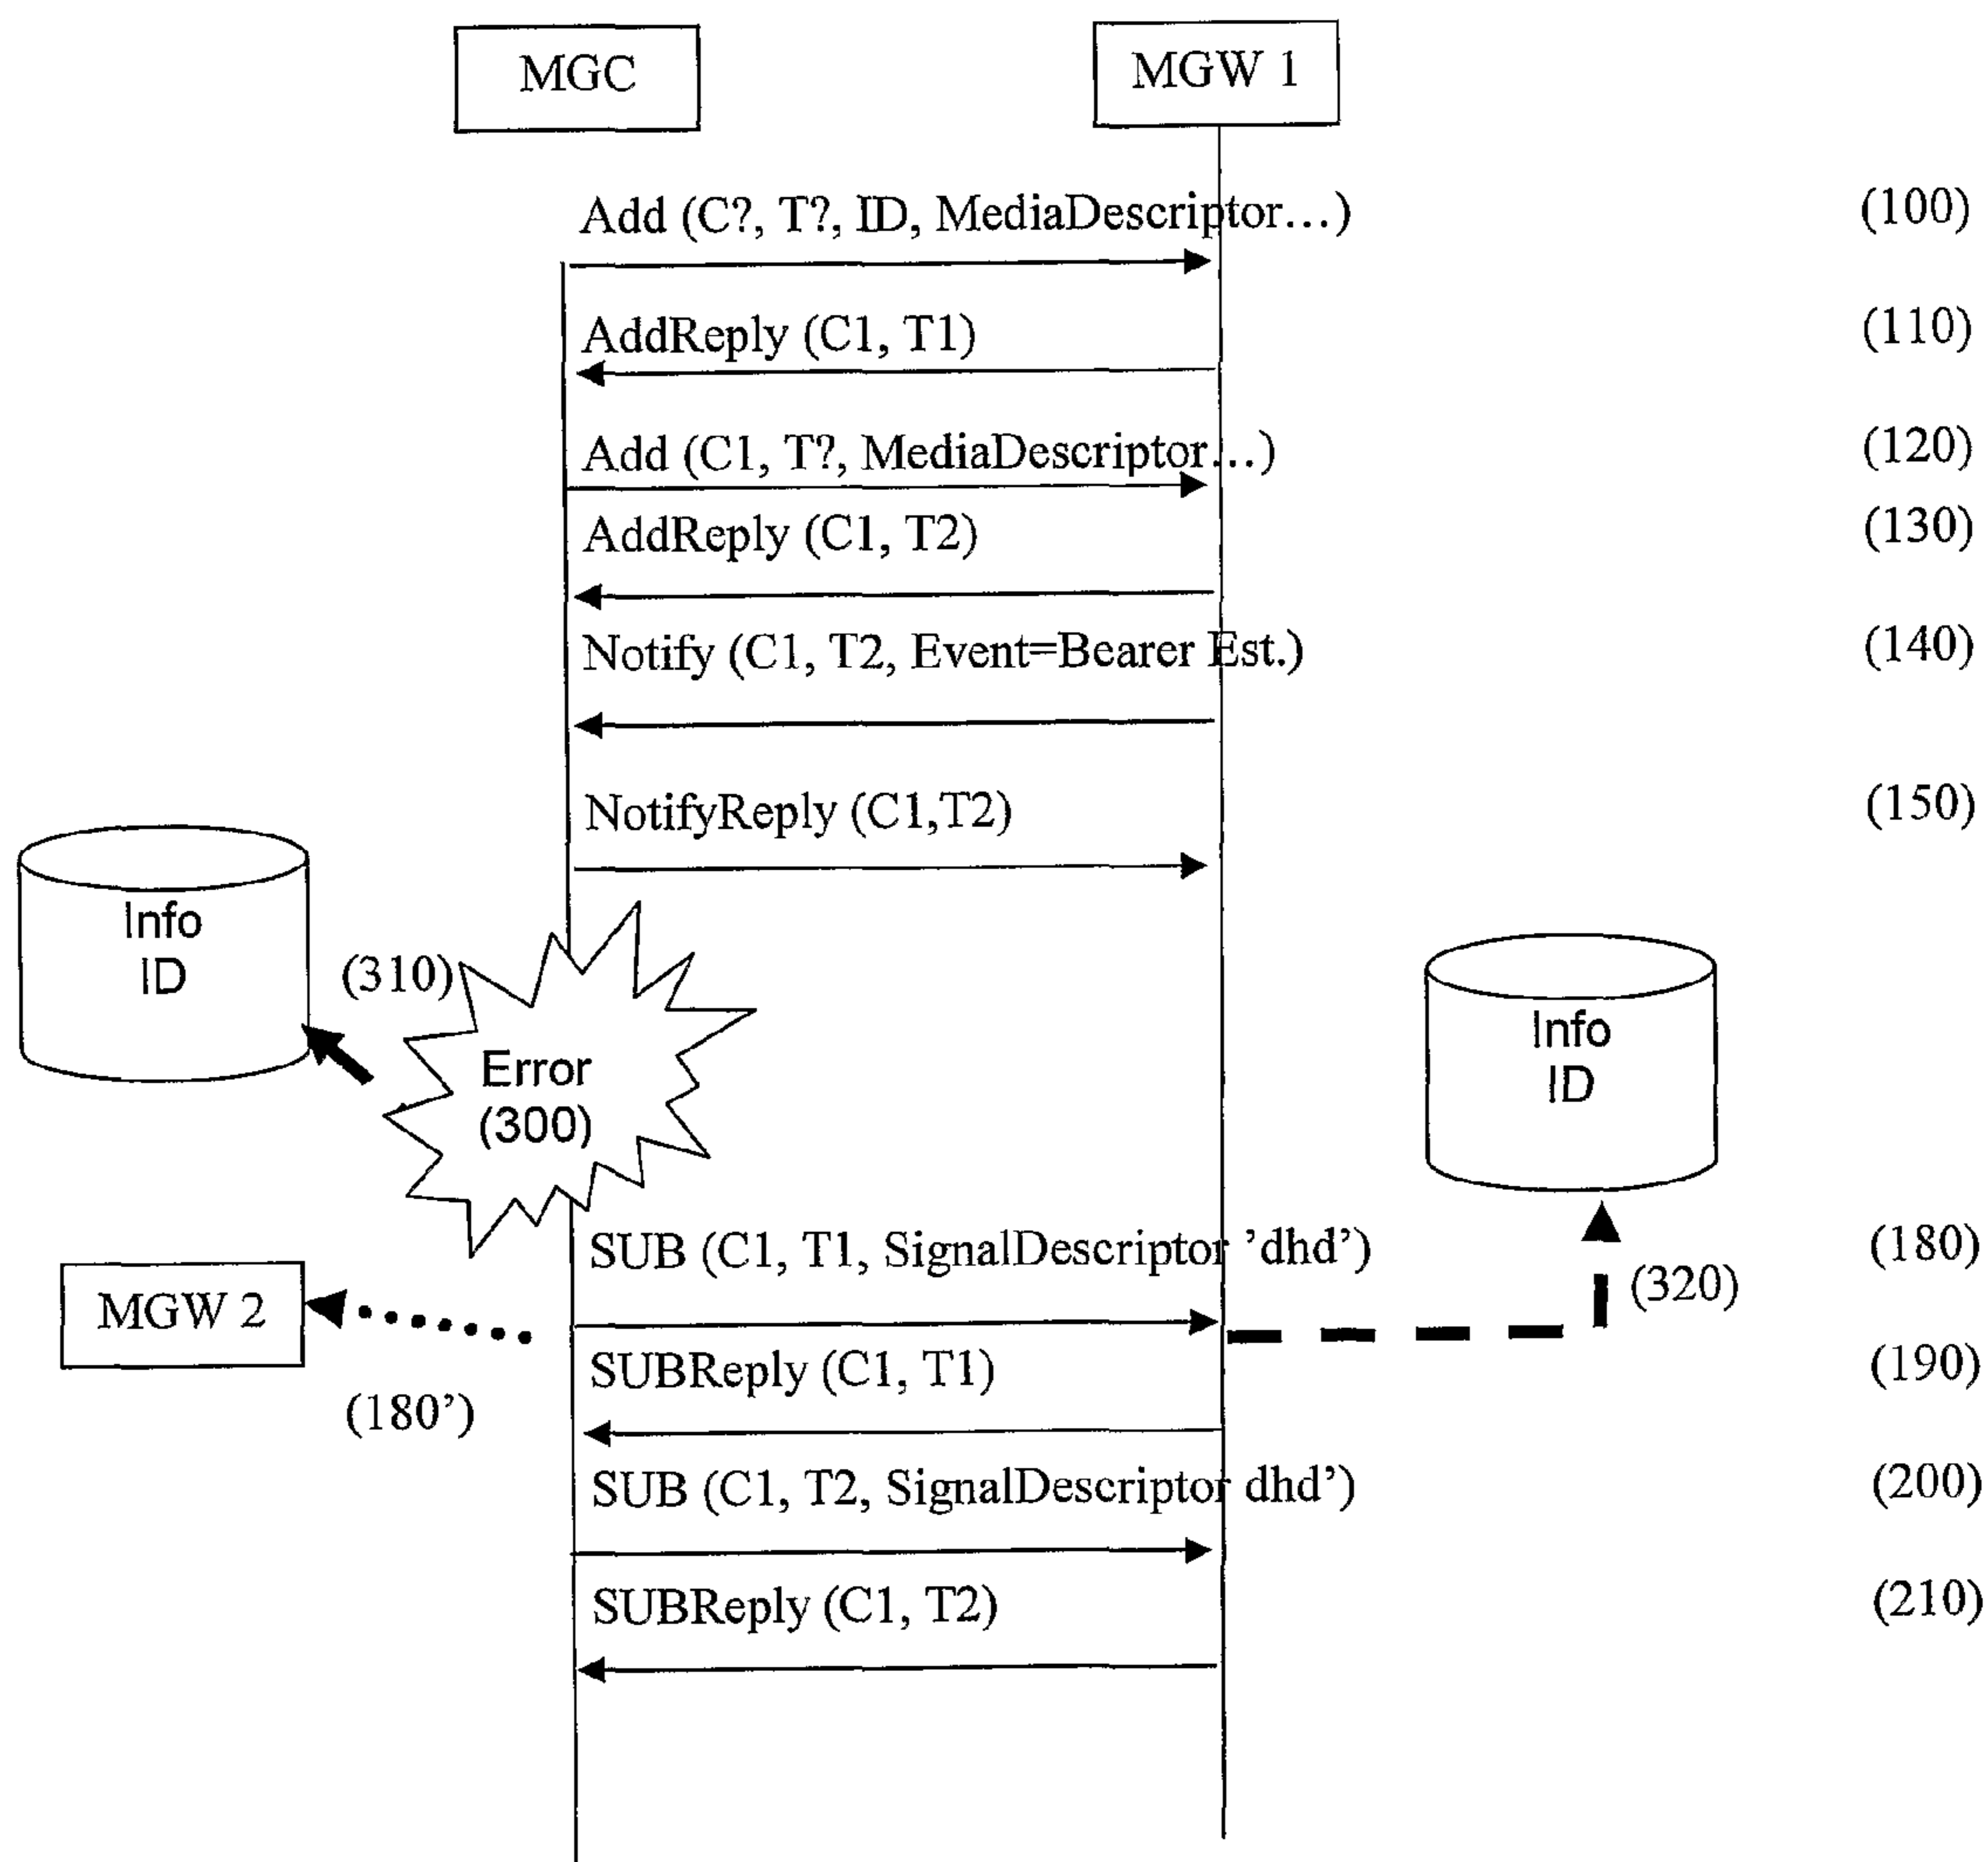 MGC
MGW 1
Add (C?, T?, ID, MediaDescriptor...) (100)
AddReply (C1, T1) (110)
Add (C1, T?, MediaDescriptor...) (120)
AddReply (C1, T2) (130)
Notify (C1, T2, Event=Bearer Est.) (140)
NotifyReply (C1,T2) (150)
Info
ID
(310)
Error
(300)
Info
ID
SUB (C1, T1, SignalDescriptor 'dhd') (180)
(320)
MGW 2
SUBReply (C1, T1) (190)
(180')
SUB (C1, T2, SignalDescriptor dhd') (200)
SUBReply (C1, T2) (210)